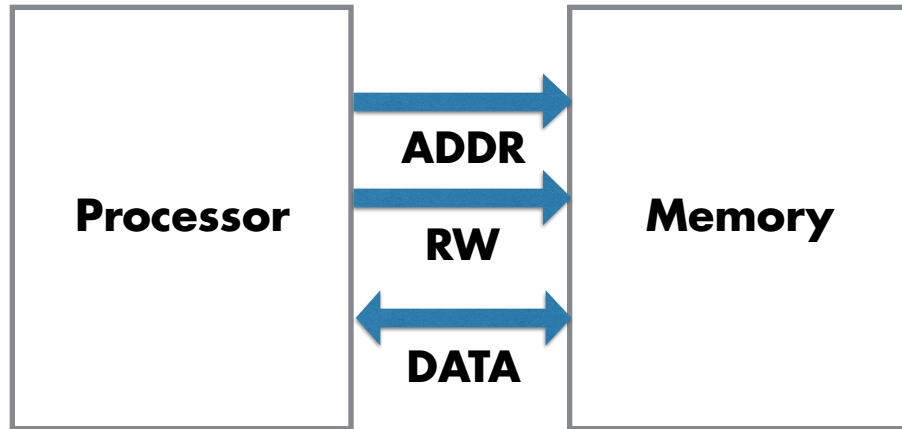 ADDR
Processor
Memory
RW
DATA